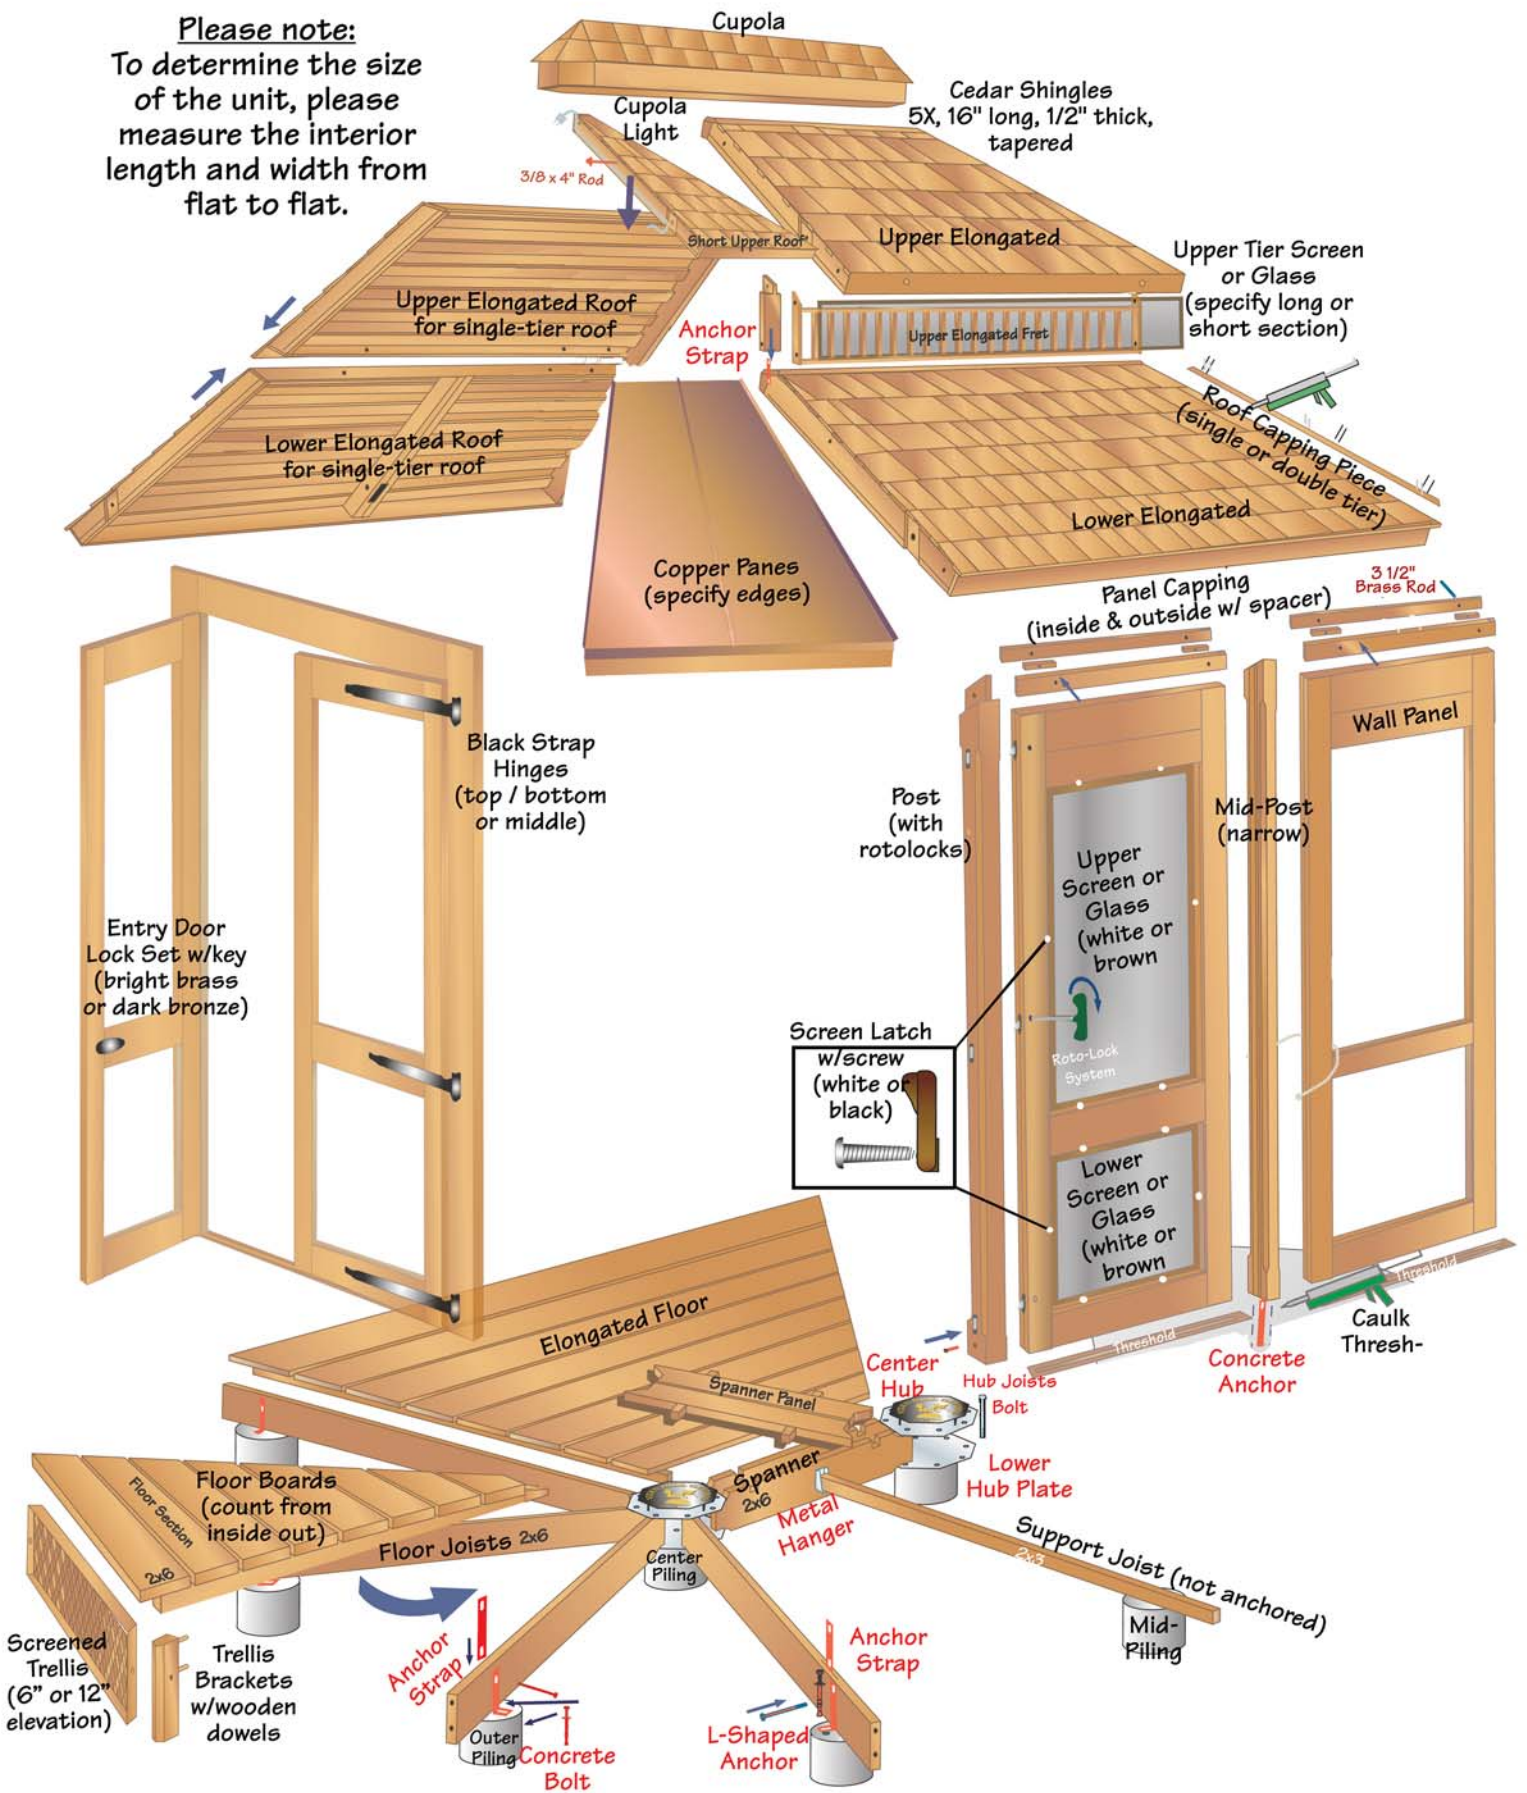 Please note:
To determine the size
of the unit, please
measure the interior
length and width from
flat to flat.
Cupola
Cupola
Light
Cedar Shingles
5X, 16" long, 1/2" thick,
tapered
3/8 x 4" Rod
Short Upper Roof
Upper Elongated
Upper Tier Screen
or Glass
(specify long or
short section)
Upper Elongated Roof
for single-tier roof
Anchor
Strap
Upper Elongated Fret
Roof Capping Piece
(single or double tier)
Lower Elongated Roof
for single-tier roof
Lower Elongated
Copper Panes
(specify edges)
Panel Capping
(inside & outside w/ spacer)
3 1/2"
Brass Rod
Black Strap
Hinges
(top / bottom
or middle)
Wall Panel
Post
(with
rotolocks)
Mid-Post
(narrow)
Upper
Screen or
Glass
(white or
brown
Entry Door
Lock Set w/key
(bright brass
or dark bronze)
Screen Latch
w/screw
(white or
black)
Roto-Lock
System
Lower
Screen or
Glass
(white or
brown
Threshold
Threshold
Caulk
Thresh-
Concrete
Anchor
Elongated Floor
Spanner Panel
Center
Hub
Hub Joists
Bolt
Lower
Hub Plate
Spanner
2x6
Metal
Hanger
Floor Boards
(count from
inside out)
Floor Section
2x6
Floor Joists 2x6
Center
Piling
Support Joist (not anchored)
2x3
Mid-
Piling
Screened
Trellis
(6" or 12"
elevation)
Trellis
Brackets
w/wooden
dowels
Anchor
Strap
Outer
Piling
Concrete
Bolt
Anchor
Strap
L-Shaped
Anchor